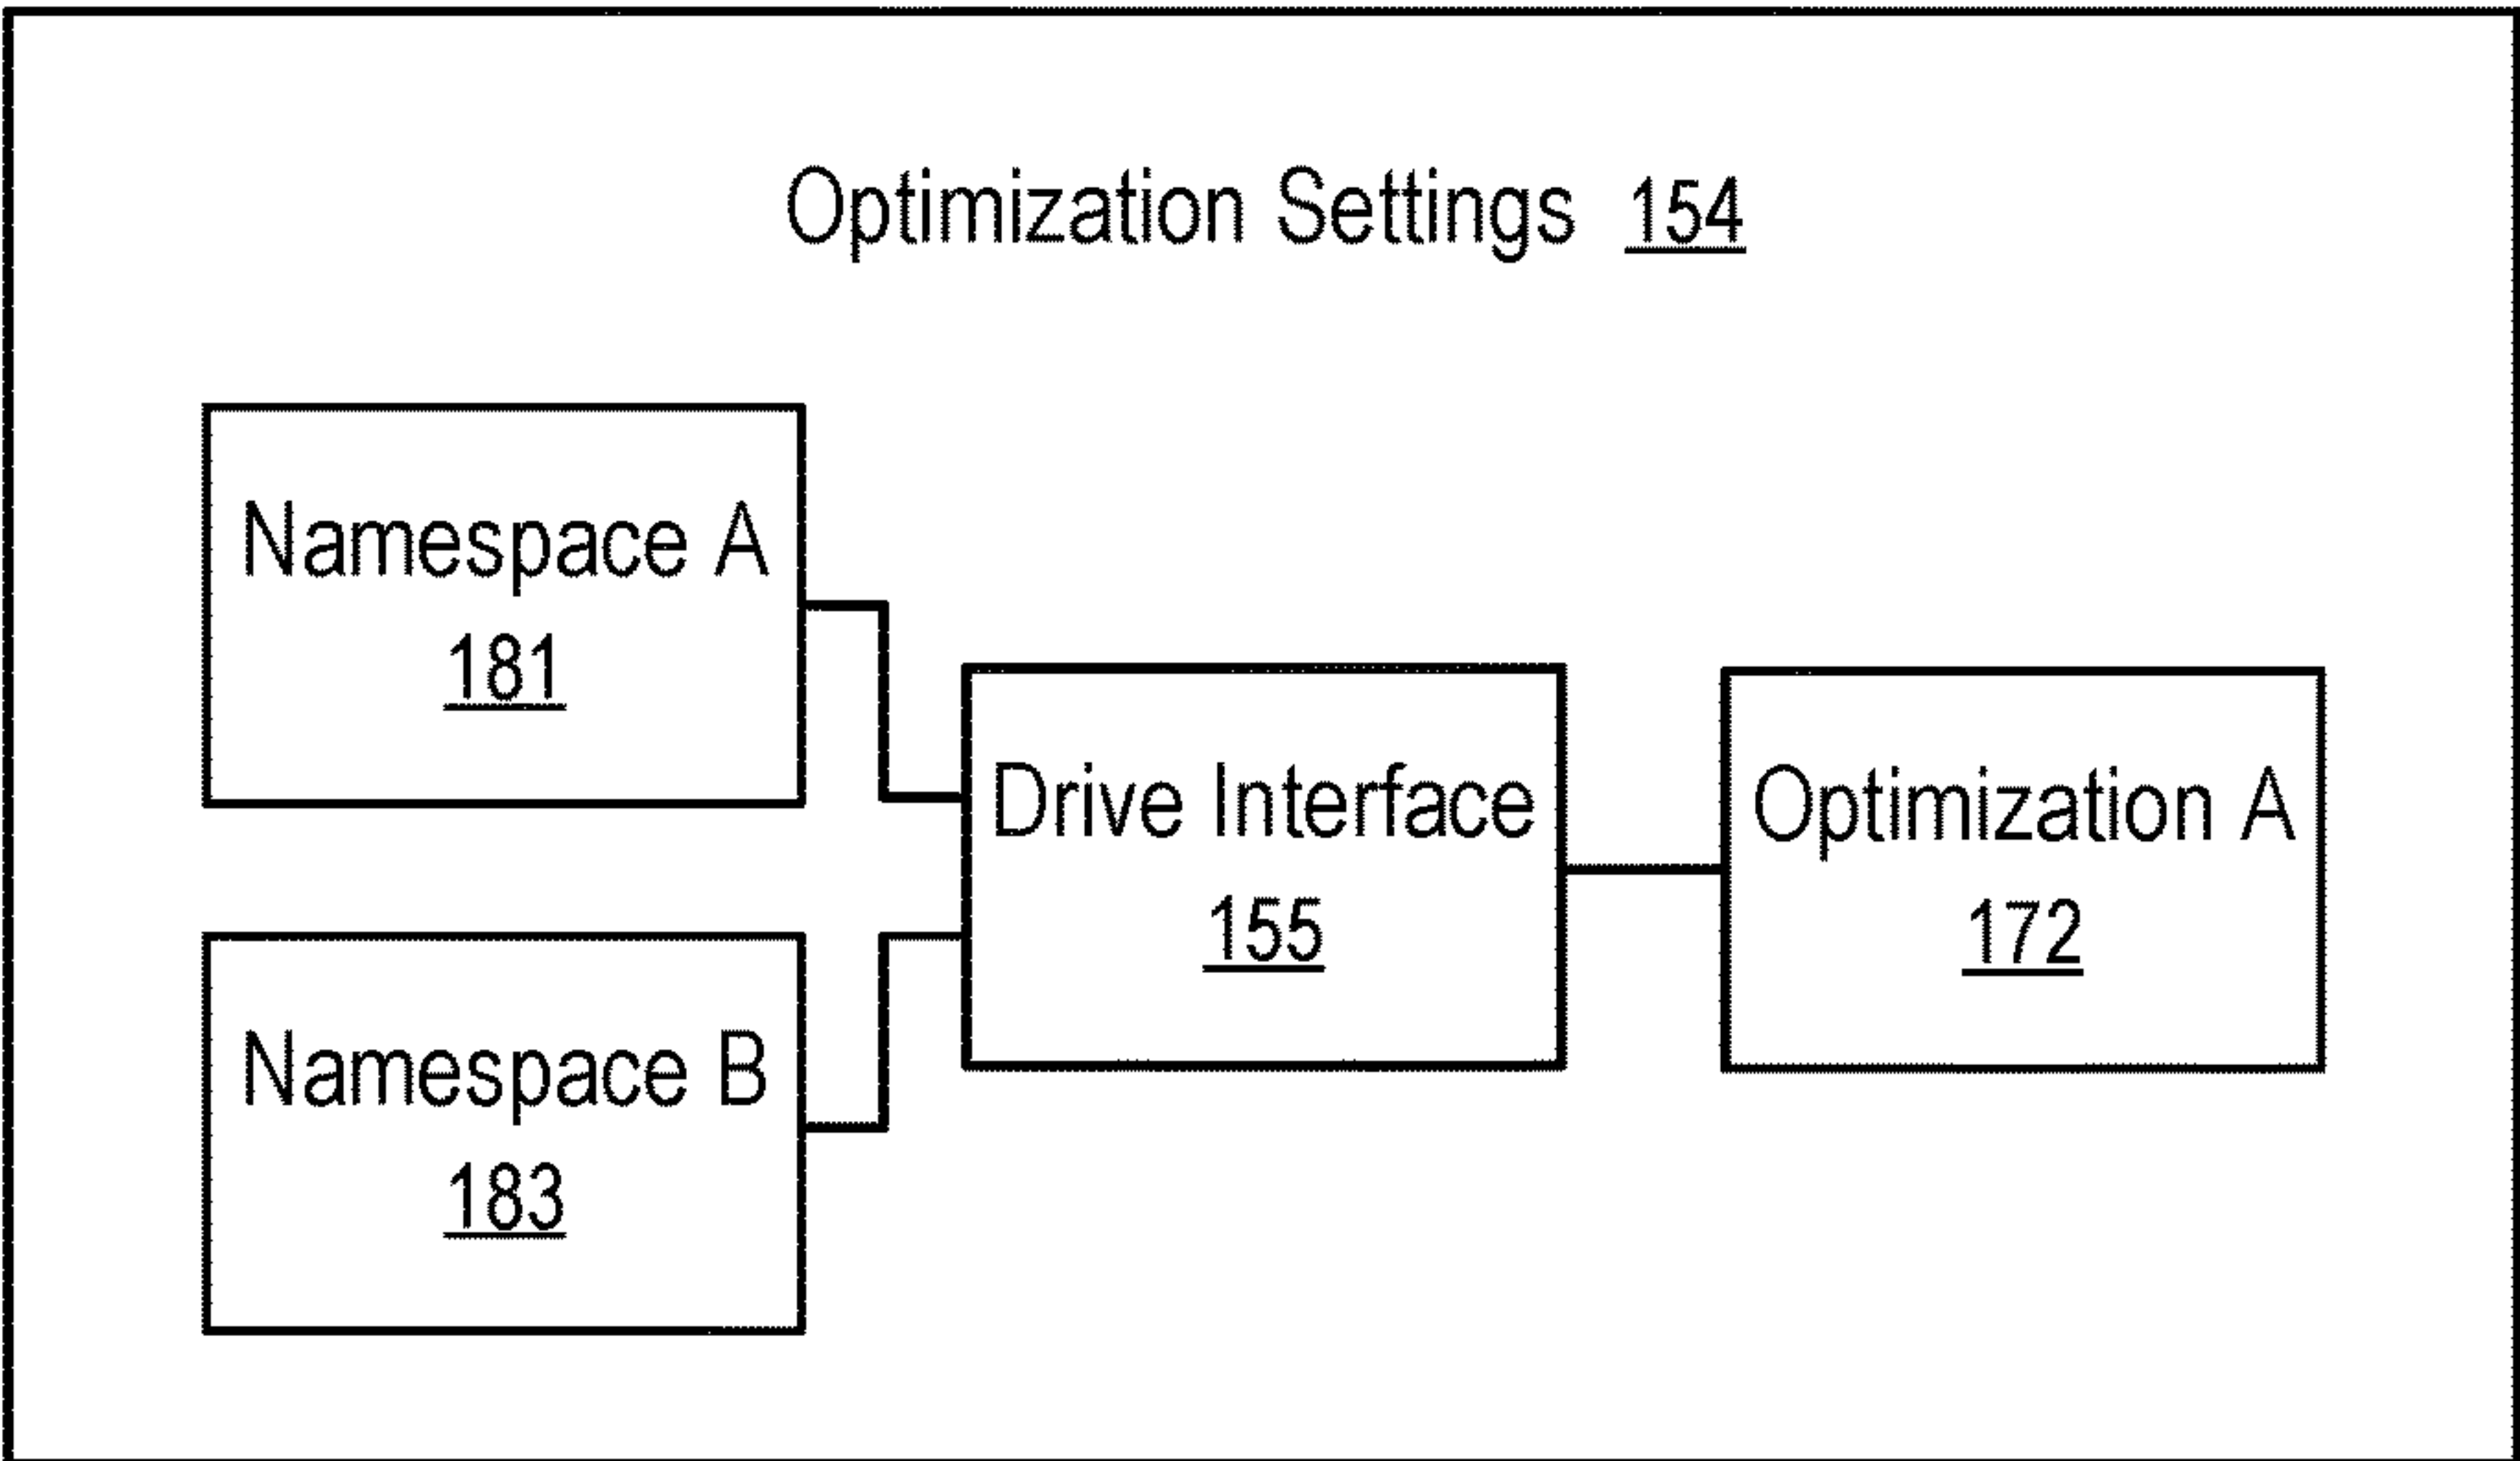 Optimization Settings 154
Namespace A
181
Namespace B
183
Drive Interface
155
Optimization A
172